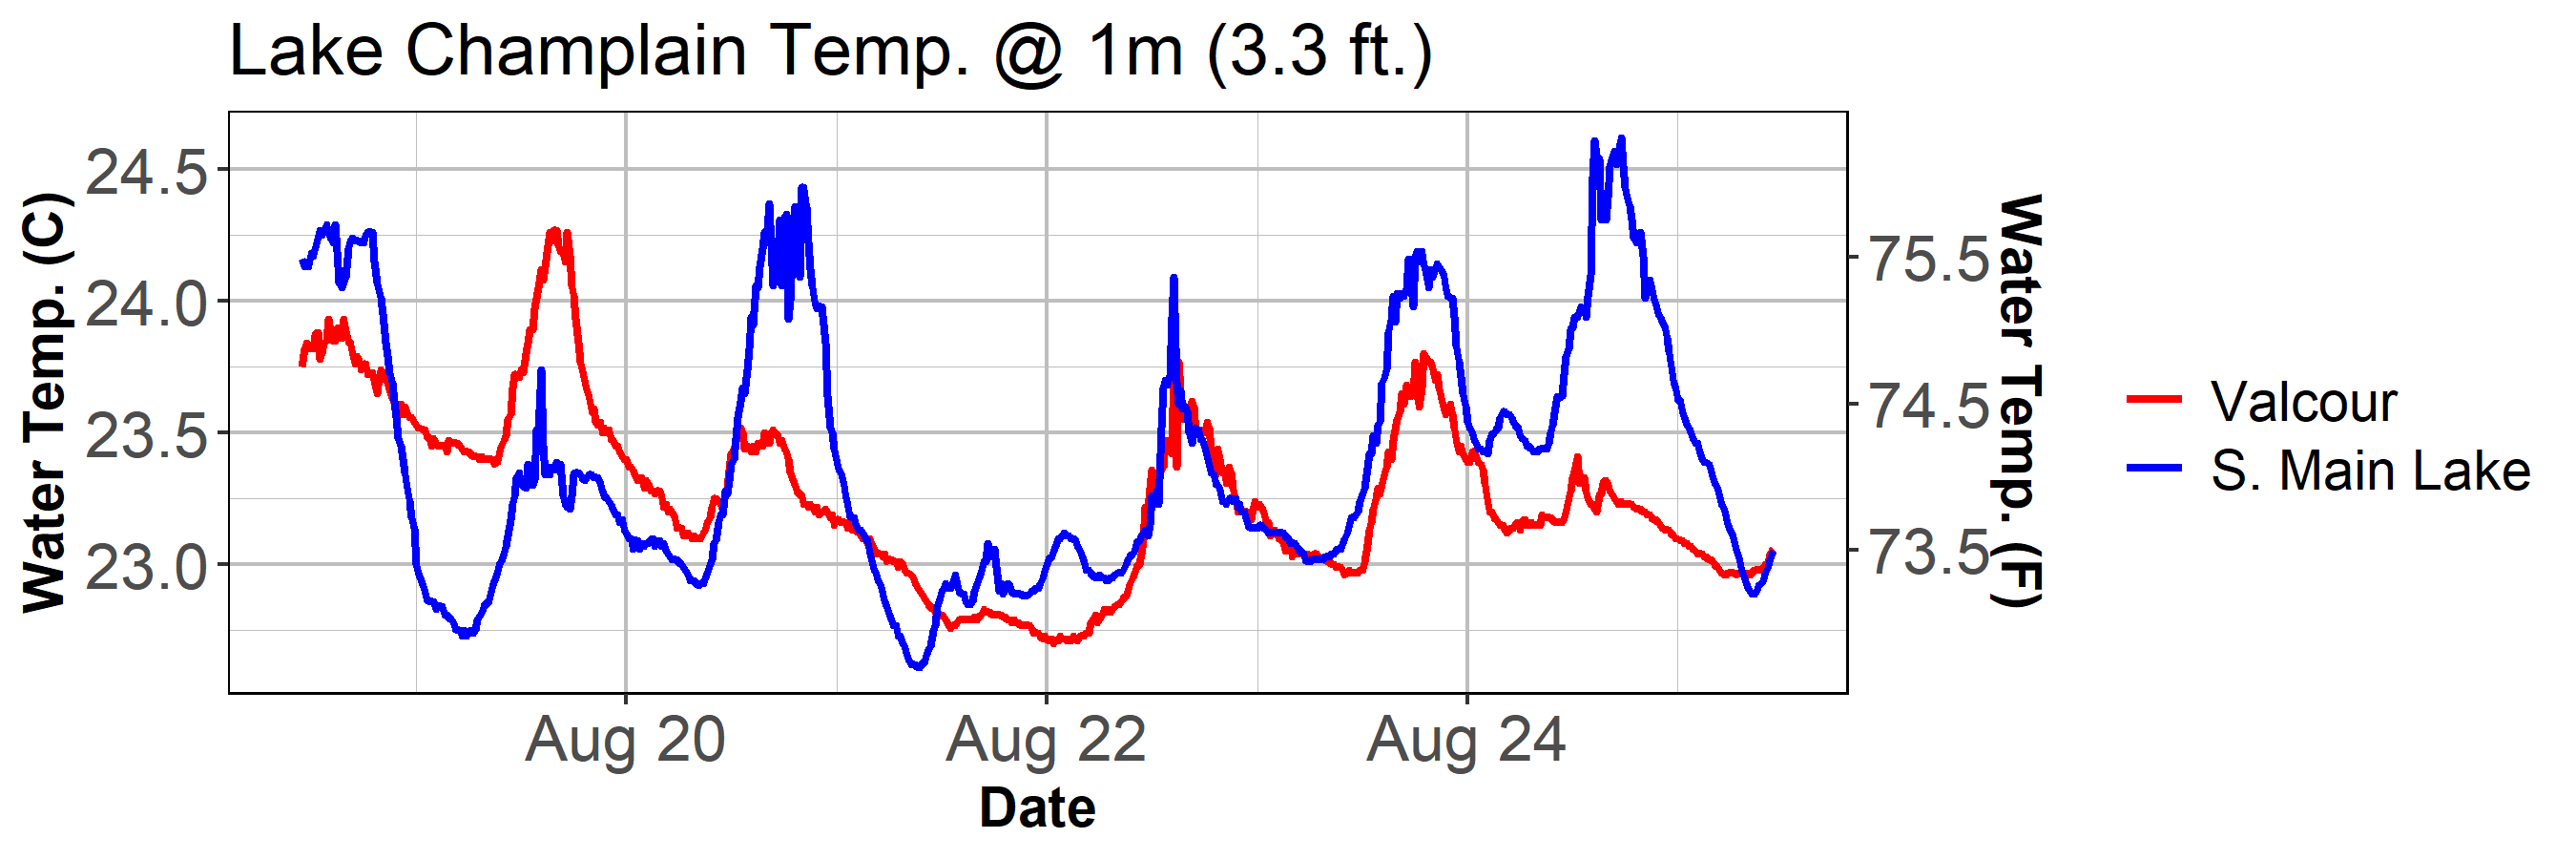 Lake Champlain Temp. @ 1m (3.3 ft.)
Water Temp. (C)
24.5
24.0
23.5
23.0
75.5
74.5
73.5
Water Temp. (F)
Valcour
S. Main Lake
Aug 20
Aug 22
Aug 24
Date